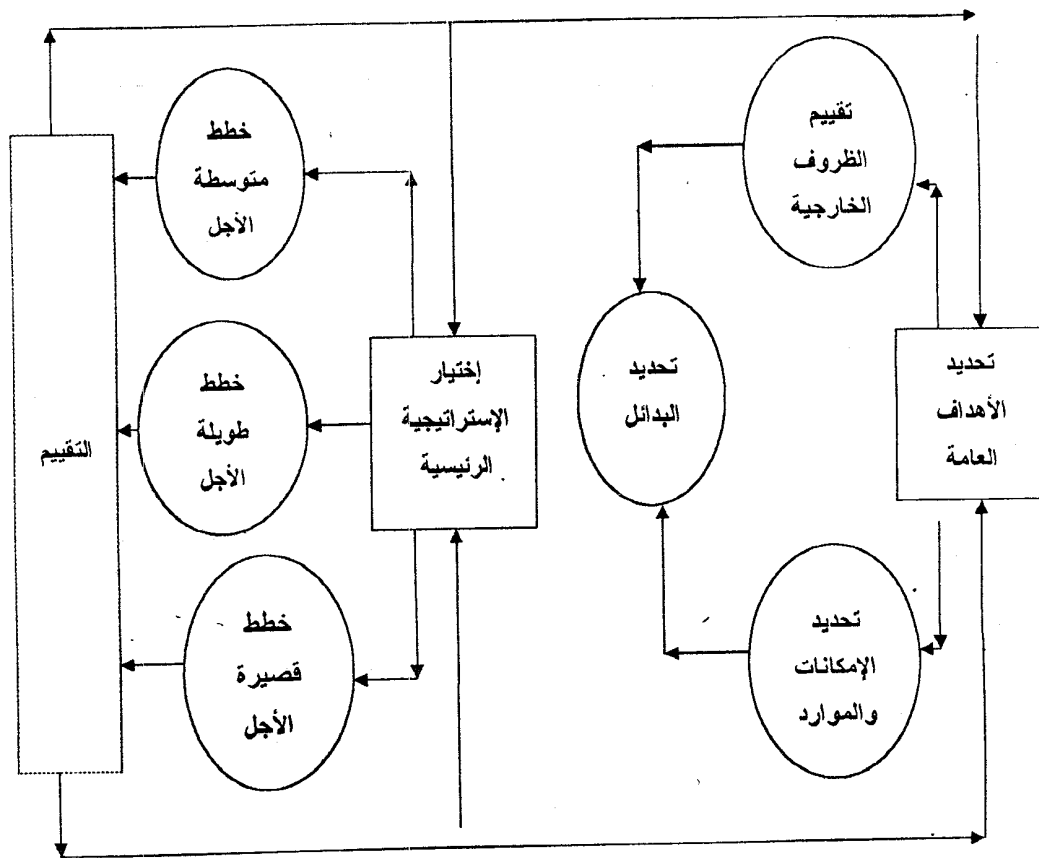 تقييم
الظروف
الخارجية
خطط
متوسطة
الأجل
تحديد
الأهداف
العامة
تحديد
البدائل
إختيار
الإستراتيجية
الرئيسية
خطط
طويلة
الأجل
التقييم
تحديد
الإمكانات
والموارد
خطط
قصيرة
الأجل